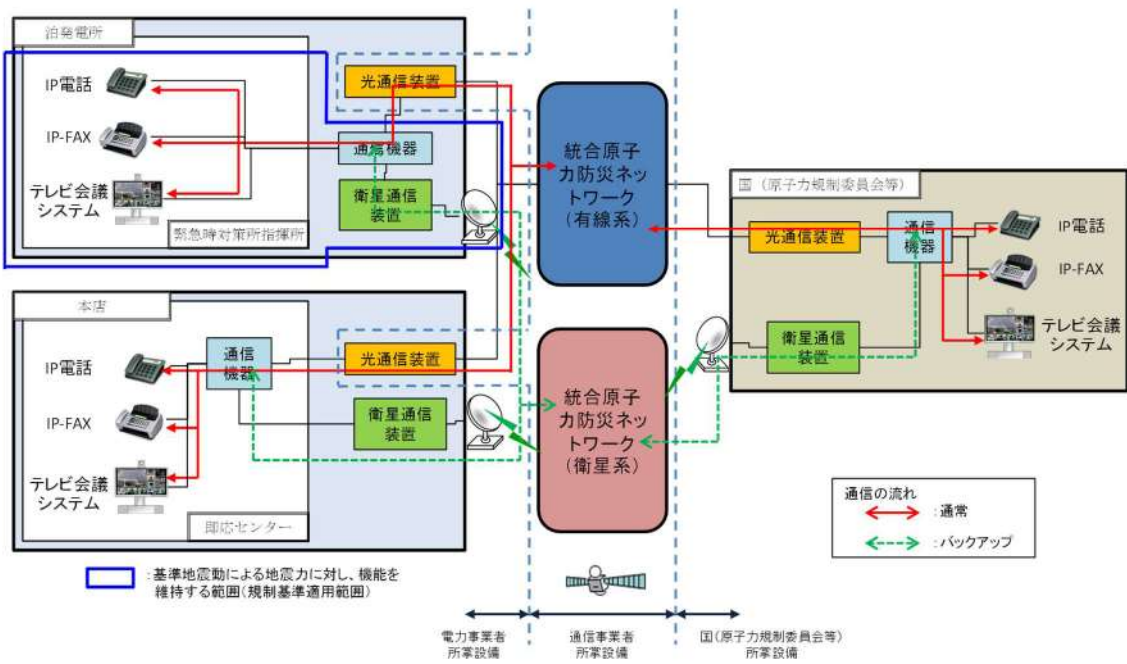 泊発電所
IP電話
IP-FAX
テレビ会議
システム
緊急時対策所指揮所
光通信装置
通信機器
衛星通信
装置
本店
IP電話
IP-FAX
テレビ会議
システム
即応センター
通信
機器
光通信装置
衛星通信
装置
統合原子
力防災ネッ
トワーク
(有線系)
統合原子
力防災ネッ
トワーク
(衛星系)
国(原子力規制委員会等)
光通信装置
通信
機器
衛星通信
装置
IP電話
IP-FAX
テレビ会議
システム
通信の流れ
:通常
:バックアップ
:基準地震動による地震力に対し、機能を
維持する範囲(規制基準適用範囲)
電力事業者
所掌設備
通信事業者
所掌設備
国(原子力規制委員会等)
所掌設備